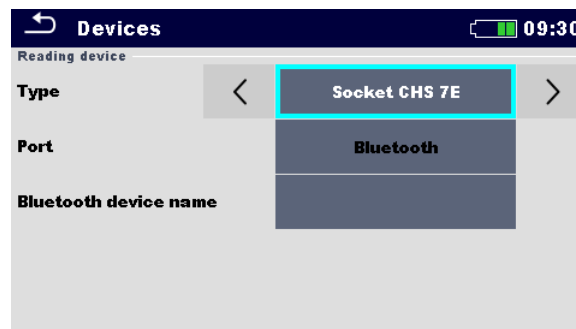 Devices 09:30
Reading device
Type Socket CHS 7E
Port Bluetooth
Bluetooth device name